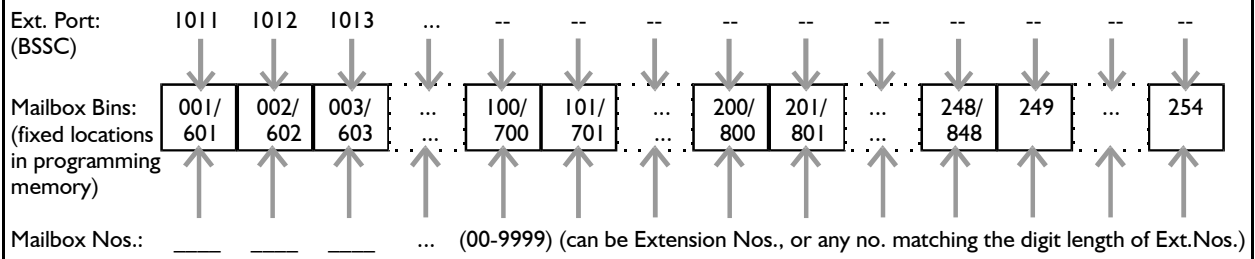 Ext. Port: 1011 1012 1013 ... -- -- -- -- -- -- -- -- -- --
(BSSC)
Mailbox Bins: 001/ 002/ 003/ ... 100/ 101/ ... 200/ 201/ ... 248/ 249 ... 254
(fixed locations 601 602 603 ... 700 701 ... 800 801 ... 848
in programming
memory)
Mailbox Nos.: ____ ____ ____ ... (00-9999) (can be Extension Nos., or any no. matching the digit length of Ext.Nos.)